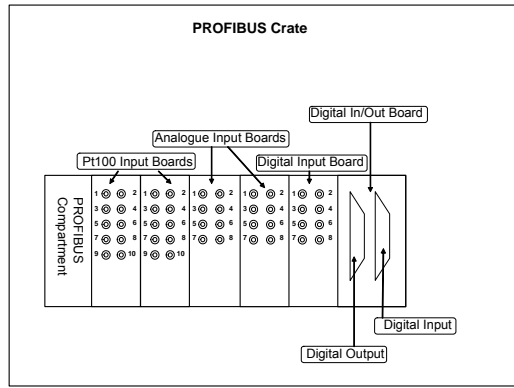 PROFIBUS Crate
Digital In/Out Board
Analogue Input Boards
Pt100 Input Boards
Digital Input Board
PROFIBUS
Compartment
1 2 1 2 1 2 1 2 1 2
3 4 3 4 3 4 3 4 3 4
5 6 5 6 5 6 5 6 5 6
7 8 7 8 7 8 7 8 7 8
9 10 9 10
Digital Input
Digital Output